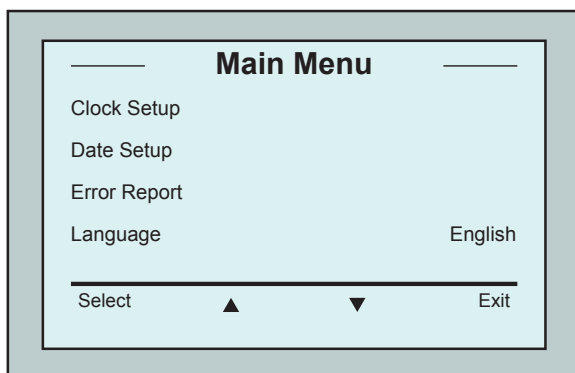 Main Menu
Clock Setup
Date Setup
Error Report
Language English
Select ▲ ▼ Exit